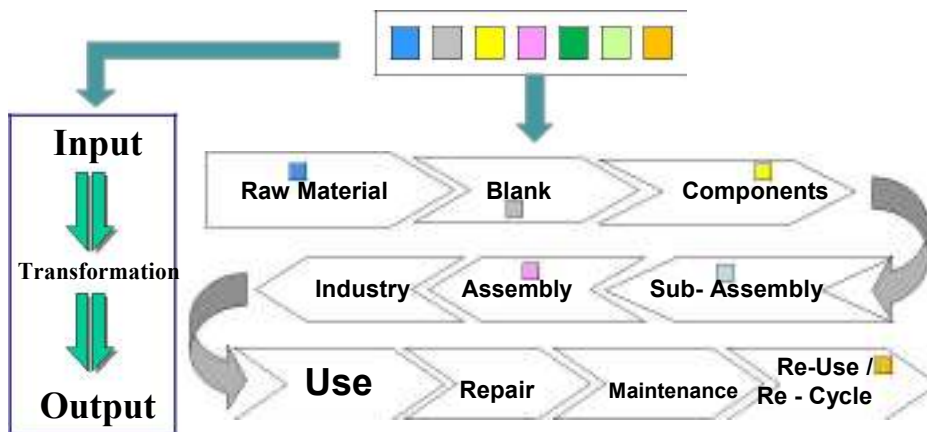 Input
Transformation
Output
Raw Material
Blank
Components
Industry
Assembly
Sub- Assembly
Use
Repair
Maintenance
Re-Use /
Re - Cycle